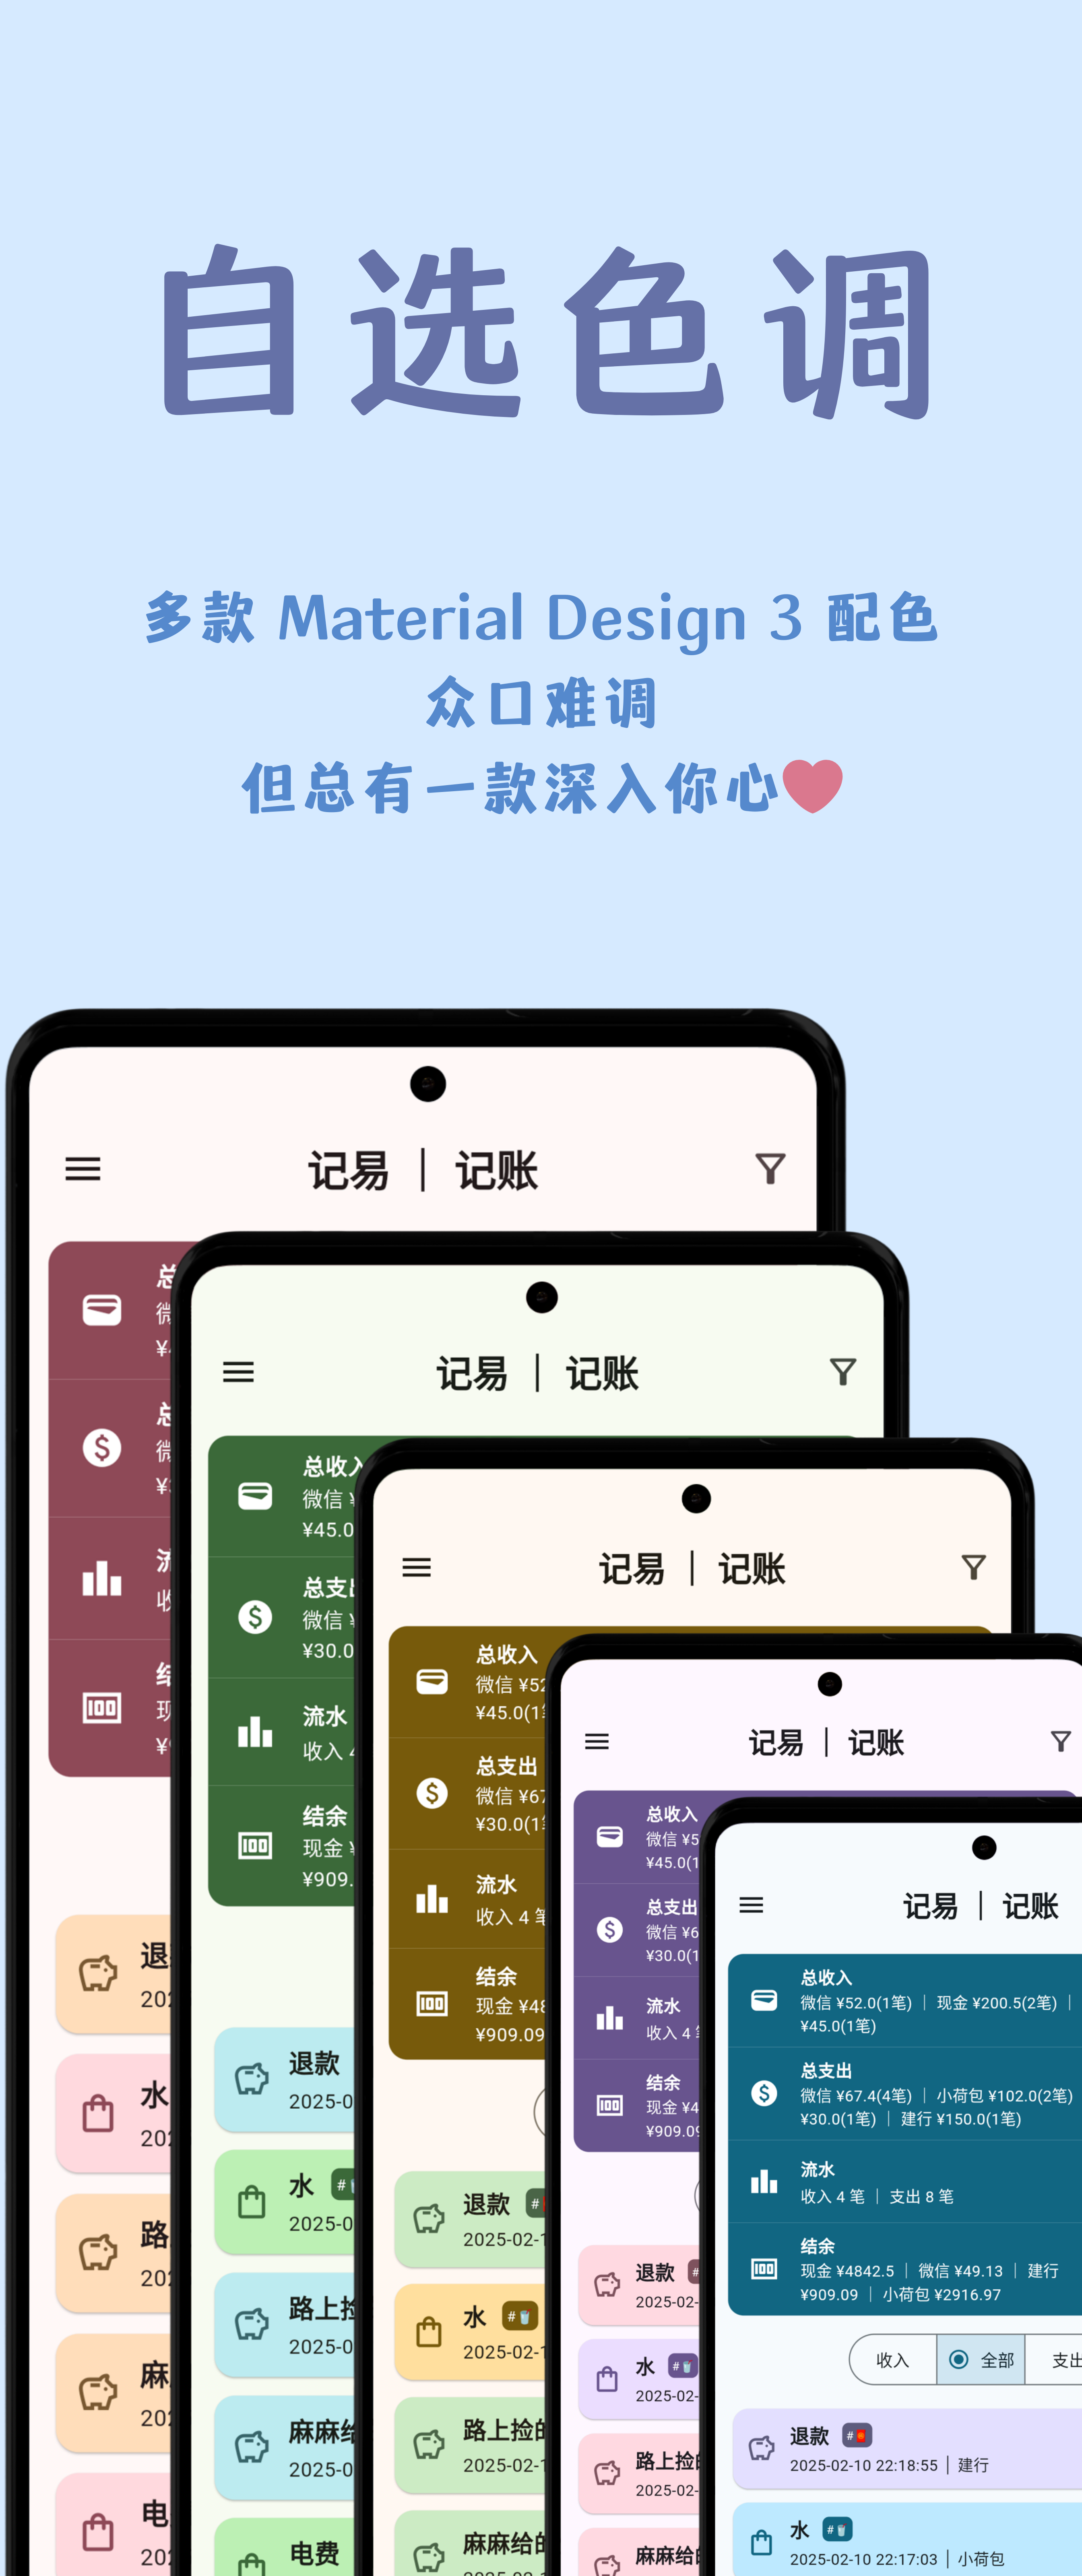 自选色调
多款 Material Design 3 配色
众口难调
但总有一款深入你心
记易 | 记账
¥
退
202
水
202
路
202
麻
202
电
202
记易 | 记账
总收入
微信 ¥
¥45.0
总支出
微信 ¥
¥30.0
流水
收入 4
结余
现金 ¥
¥909.
退款
2025-0
水 #
2025-0
路上捡
2025-0
麻麻给
2025-0
电费
记易 | 记账
总收入
微信 ¥52
¥45.0(1
总支出
微信 ¥67
¥30.0(1
流水
收入 4 笔
结余
现金 ¥48
¥909.09
退款 #
2025-02-1
水 #
2025-02-1
路上捡的
2025-02-1
麻麻给的
2025-02-1
记易 | 记账
总收入
微信 ¥5
¥45.0(1
总支出
微信 ¥6
¥30.0(1
流水
收入 4
结余
现金 ¥4
¥909.09
退款 #
2025-02-
水 #
2025-02-
路上捡的
2025-02-
麻麻给的
记易 | 记账
总收入
微信 ¥52.0(1笔) | 现金 ¥200.5(2笔) |
¥45.0(1笔)
总支出
微信 ¥67.4(4笔) | 小荷包 ¥102.0(2笔)
¥30.0(1笔) | 建行 ¥150.0(1笔)
流水
收入 4 笔 | 支出 8 笔
结余
现金 ¥4842.5 | 微信 ¥49.13 | 建行
¥909.09 | 小荷包 ¥2916.97
收入 全部 支出
退款 #
2025-02-10 22:18:55 | 建行
水 #
2025-02-10 22:17:03 | 小荷包